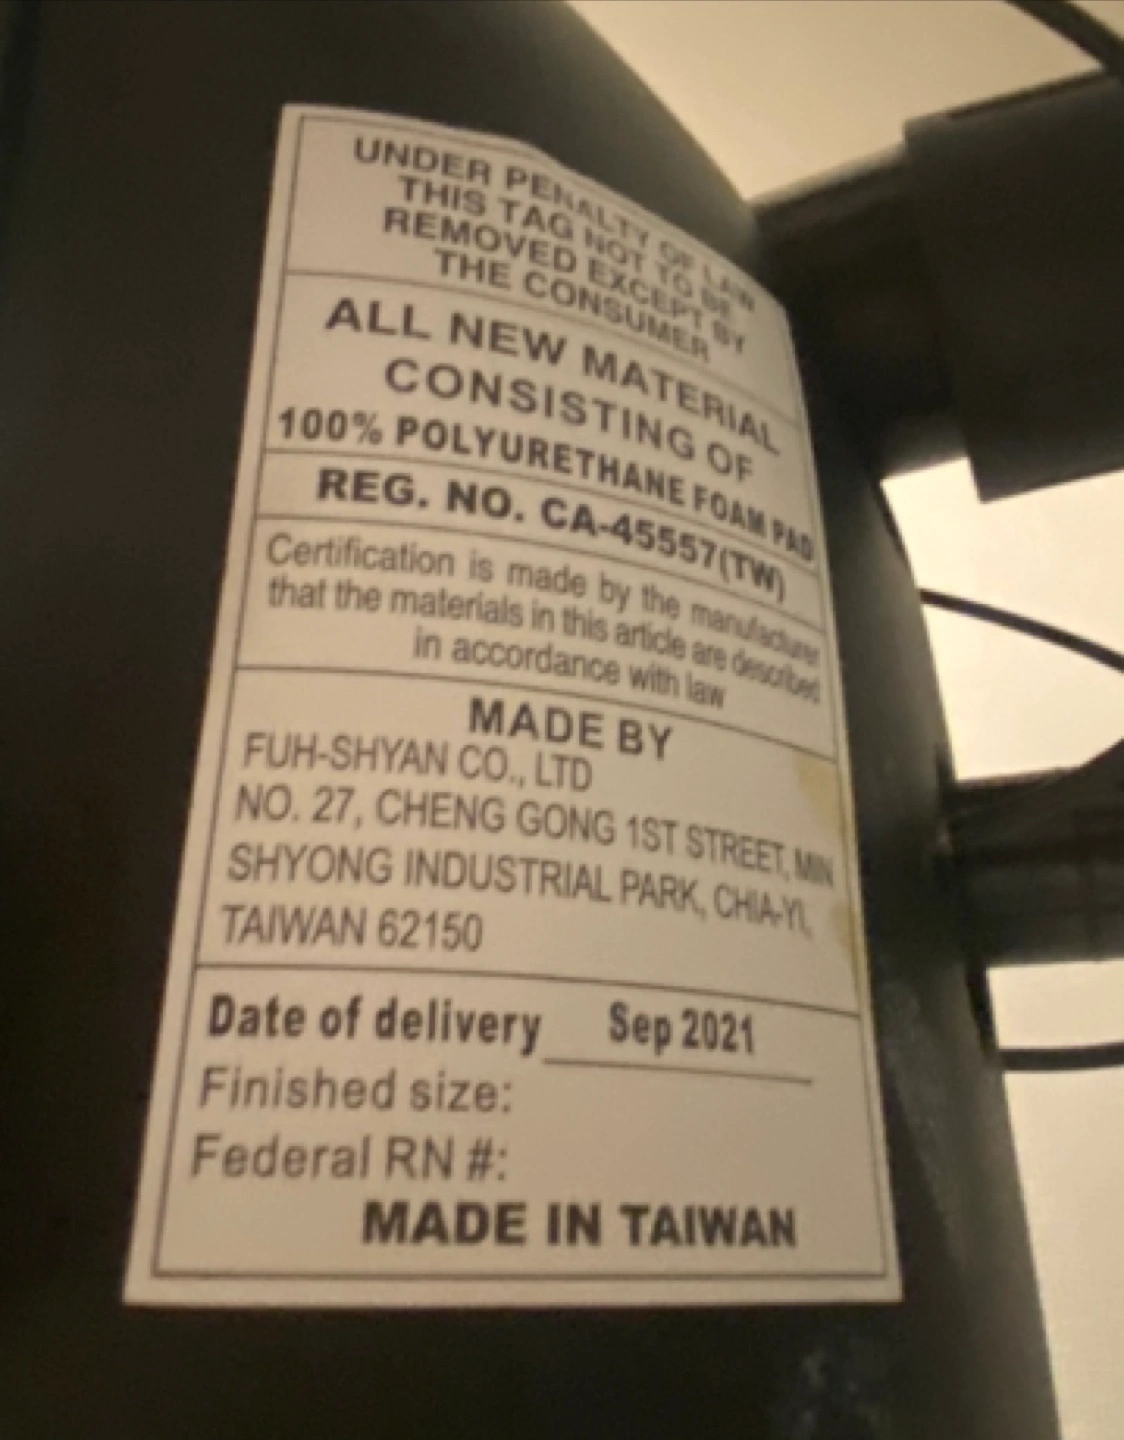 UNDER PENALTY OF LAW
THIS TAG NOT TO BE
REMOVED EXCEPT BY
THE CONSUMER
ALL NEW MATERIAL
CONSISTING OF
100% POLYURETHANE FOAM PAD
REG. NO. CA-45557(TW)
Certification is made by the manufacturer
that the materials in this article are described
in accordance with law
MADE BY
FUH-SHYAN CO., LTD
NO. 27, CHENG GONG 1ST STREET, MIN
SHYONG INDUSTRIAL PARK, CHIA-YI,
TAIWAN 62150
Date of delivery Sep 2021
Finished size:
Federal RN #:
MADE IN TAIWAN